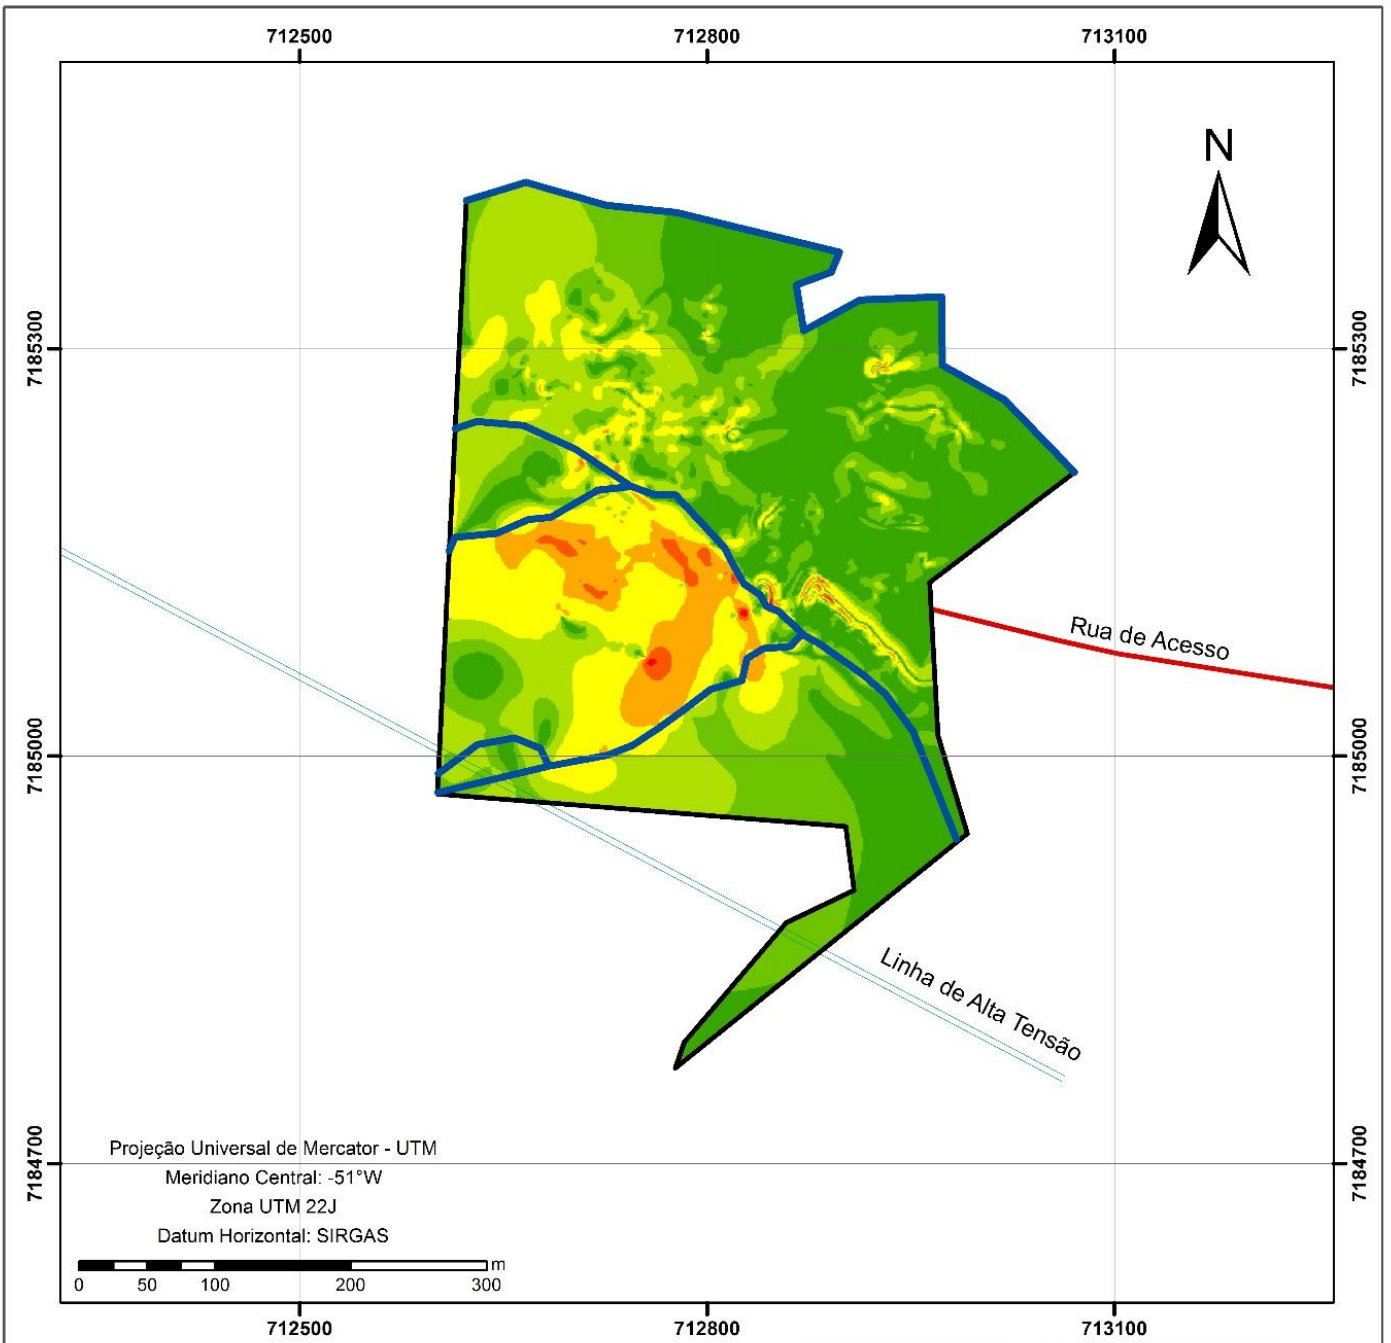 712500
712800
713100
N
7185300
7185300
Rua de Acesso
7185000
7185000
Linha de Alta Tensão
7184700
7184700
Projeção Universal de Mercator - UTM
Meridiano Central: -51°W
Zona UTM 22J
Datum Horizontal: SIRGAS
m
0 50 100 200 300
712500
712800
713100